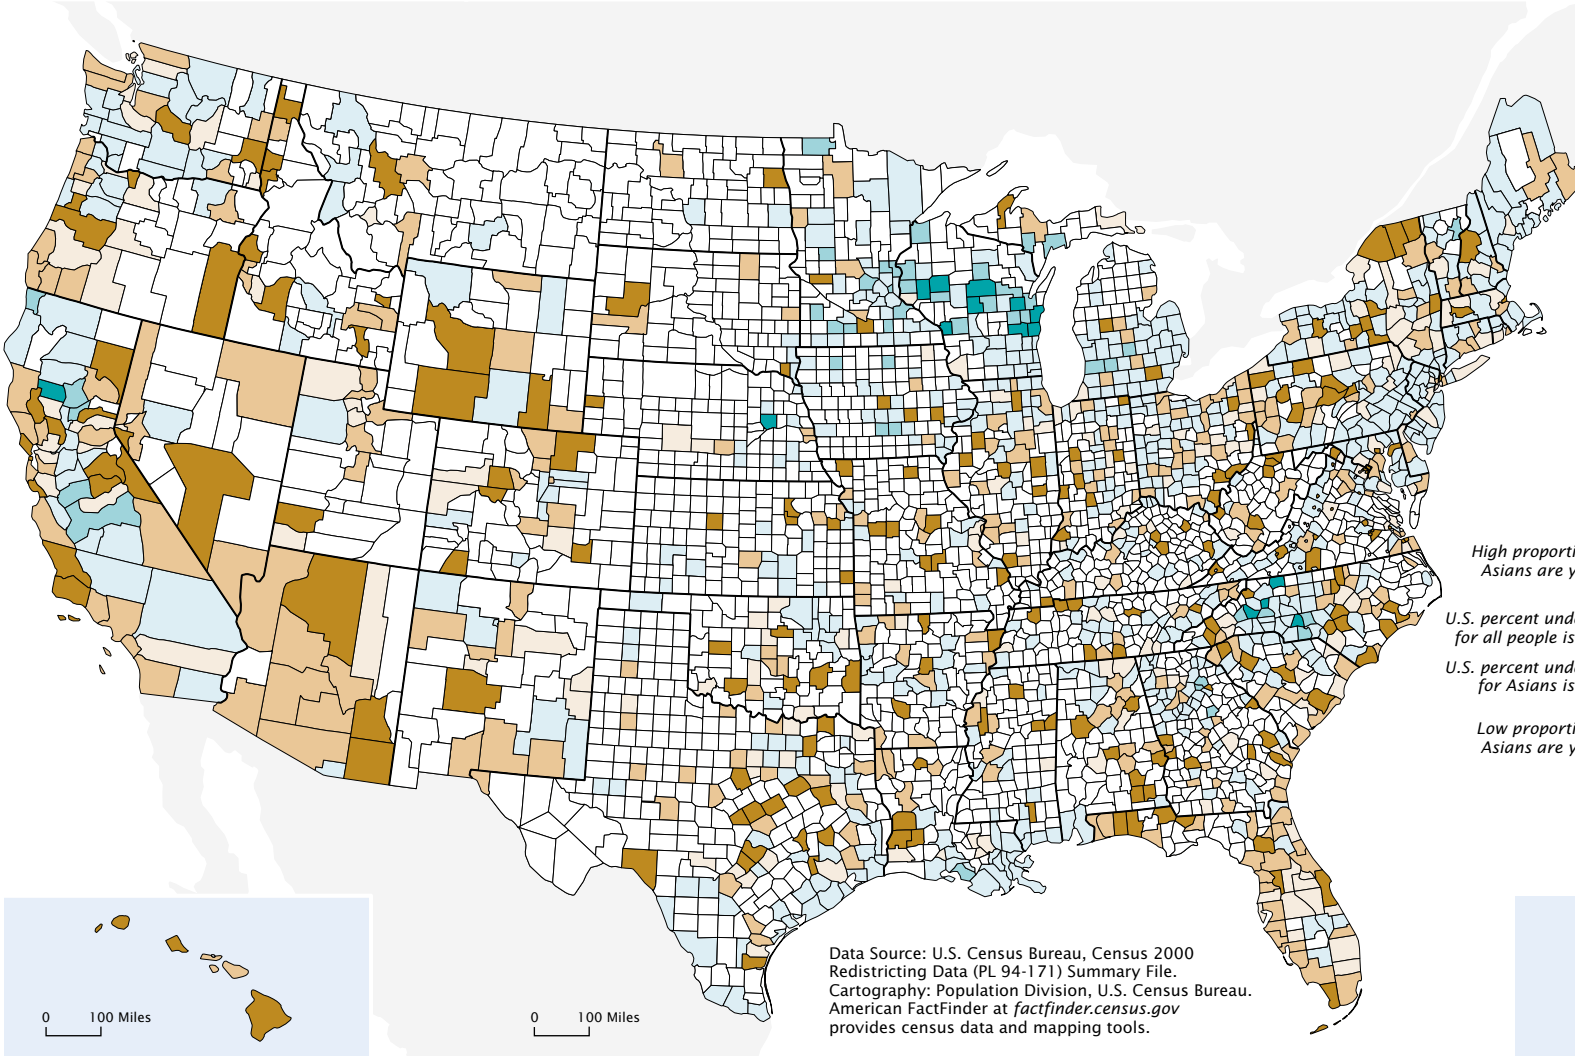 High proporti
Asians are y
U.S. percent unde
for all people is
U.S. percent unde
for Asians is
Low proporti
Asians are y
Data Source: U.S. Census Bureau, Census 2000
Redistricting Data (PL 94-171) Summary File.
Cartography: Population Division, U.S. Census Bureau.
American FactFinder at factfinder.census.gov
provides census data and mapping tools.
0 100 Miles
0 100 Miles